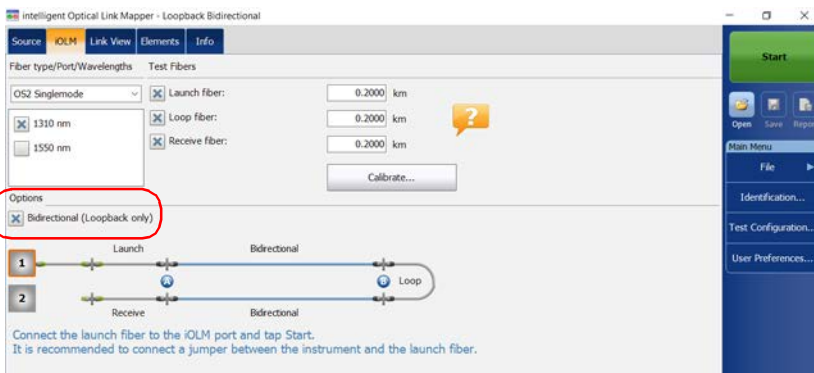 intelligent Optical Link Mapper - Loopback Bidirectional
Source iOLM Link View Elements Info
Fiber type/Port/Wavelengths Test Fibers
OS2 Singlemode
1310 nm
1550 nm
Launch fiber: 0.2000 km
Loop fiber: 0.2000 km
Receive fiber: 0.2000 km
?
Calibrate...
Options
Bidirectional (Loopback only)
Launch Bidirectional
1
A B Loop
2
Receive Bidirectional
Connect the launch fiber to the iOLM port and tap Start.
It is recommended to connect a jumper between the instrument and the launch fiber.
Start
Open Save Repor
Main Menu
File
Identification...
Test Configuration...
User Preferences...